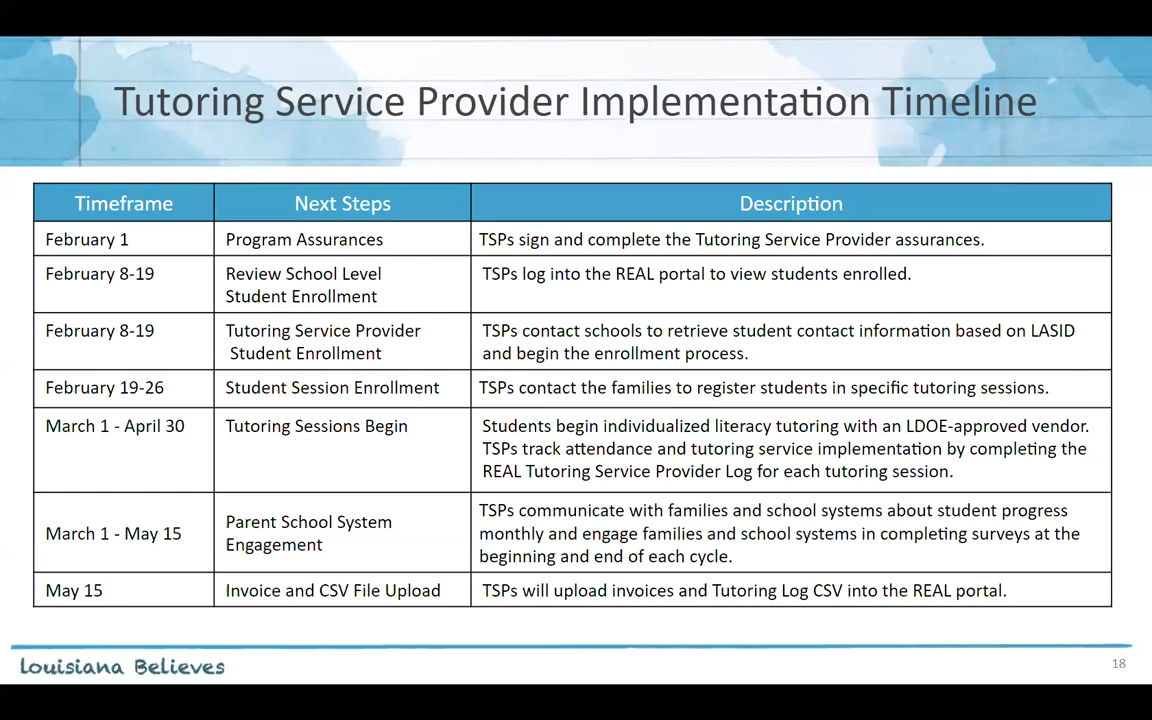 Tutoring Service Provider Implementation Timeline
Timeframe
Next Steps
Description
February 1
Program Assurances
TSPs sign and complete the Tutoring Service Provider assurances.
February 8-19
Review School Level
Student Enrollment
TSPs log into the REAL portal to view students enrolled.
February 8-19
Tutoring Service Provider
Student Enrollment
TSPs contact schools to retrieve student contact information based on LASID
and begin the enrollment process.
February 19-26
Student Session Enrollment
TSPs contact the families to register students in specific tutoring sessions.
March 1 - April 30
Tutoring Sessions Begin
Students begin individualized literacy tutoring with an LDOE-approved vendor.
TSPs track attendance and tutoring service implementation by completing the
REAL Tutoring Service Provider Log for each tutoring session.
March 1 - May 15
Parent School System
Engagement
TSPs communicate with families and school systems about student progress
monthly and engage families and school systems in completing surveys at the
beginning and end of each cycle.
May 15
Invoice and CSV File Upload
TSPs will upload invoices and Tutoring Log CSV into the REAL portal.
Louisiana Believes
18